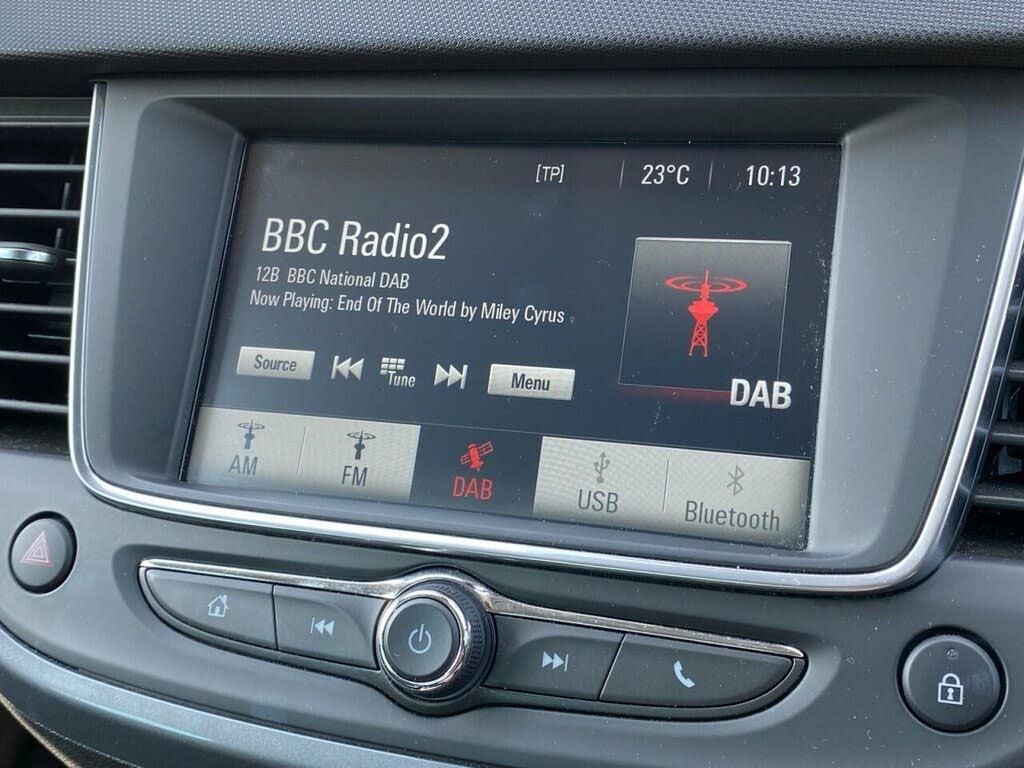 [TP] 23°C 10:13
BBC Radio2
12B BBC National DAB
Now Playing: End Of The World by Miley Cyrus
Source Tune Menu
DAB
AM FM DAB USB Bluetooth